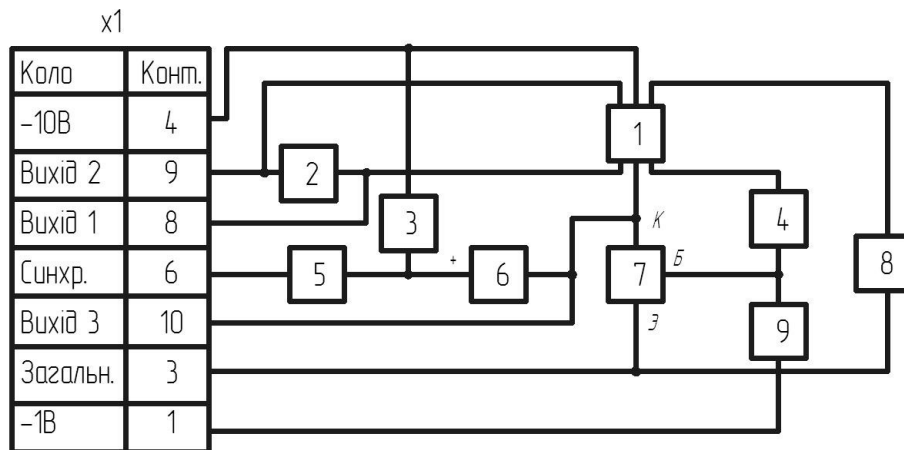 x1
Коло Конт.
-10В 4
Вихід 2 9
Вихід 1 8
Синхр. 6
Вихід 3 10
Загальн. 3
-1В 1
1
2
3
4
5
+
6
К
7
Б
8
Э
9